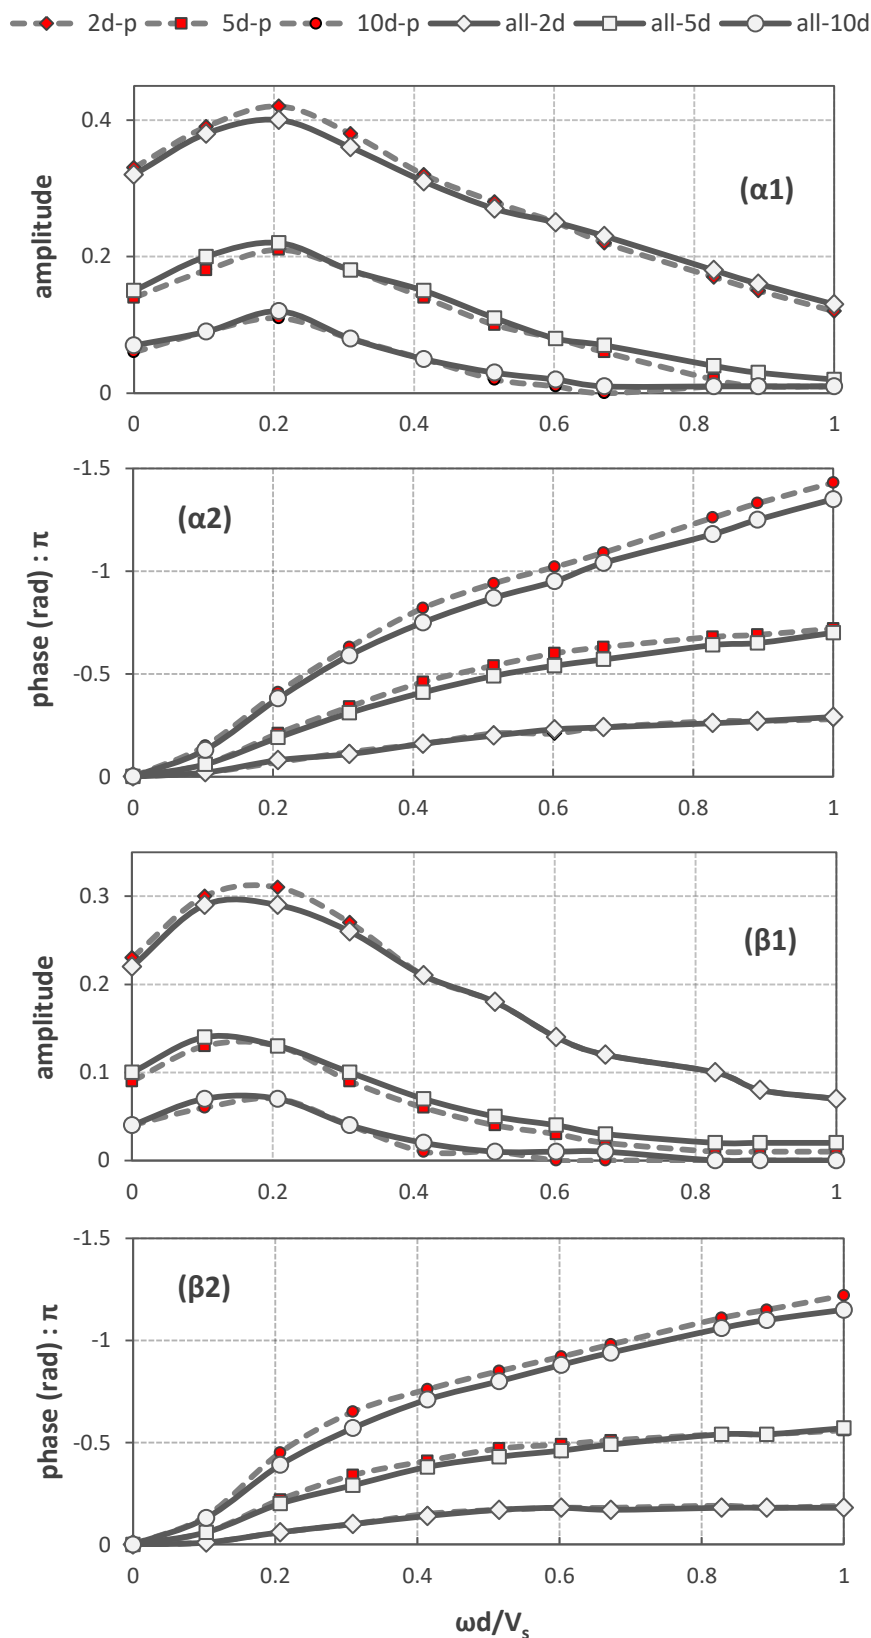 2d-p 5d-p 10d-p all-2d all-5d all-10d
0.4
0.2
0
amplitude
(α1)
0 0.2 0.4 0.6 0.8 1
-1.5
-1
-0.5
0
phase (rad) : π
(α2)
0 0.2 0.4 0.6 0.8 1
0.3
0.2
0.1
0
amplitude
(β1)
0 0.2 0.4 0.6 0.8 1
-1.5
-1
-0.5
0
phase (rad) : π
(β2)
0 0.2 0.4 0.6 0.8 1
ωd/Vs